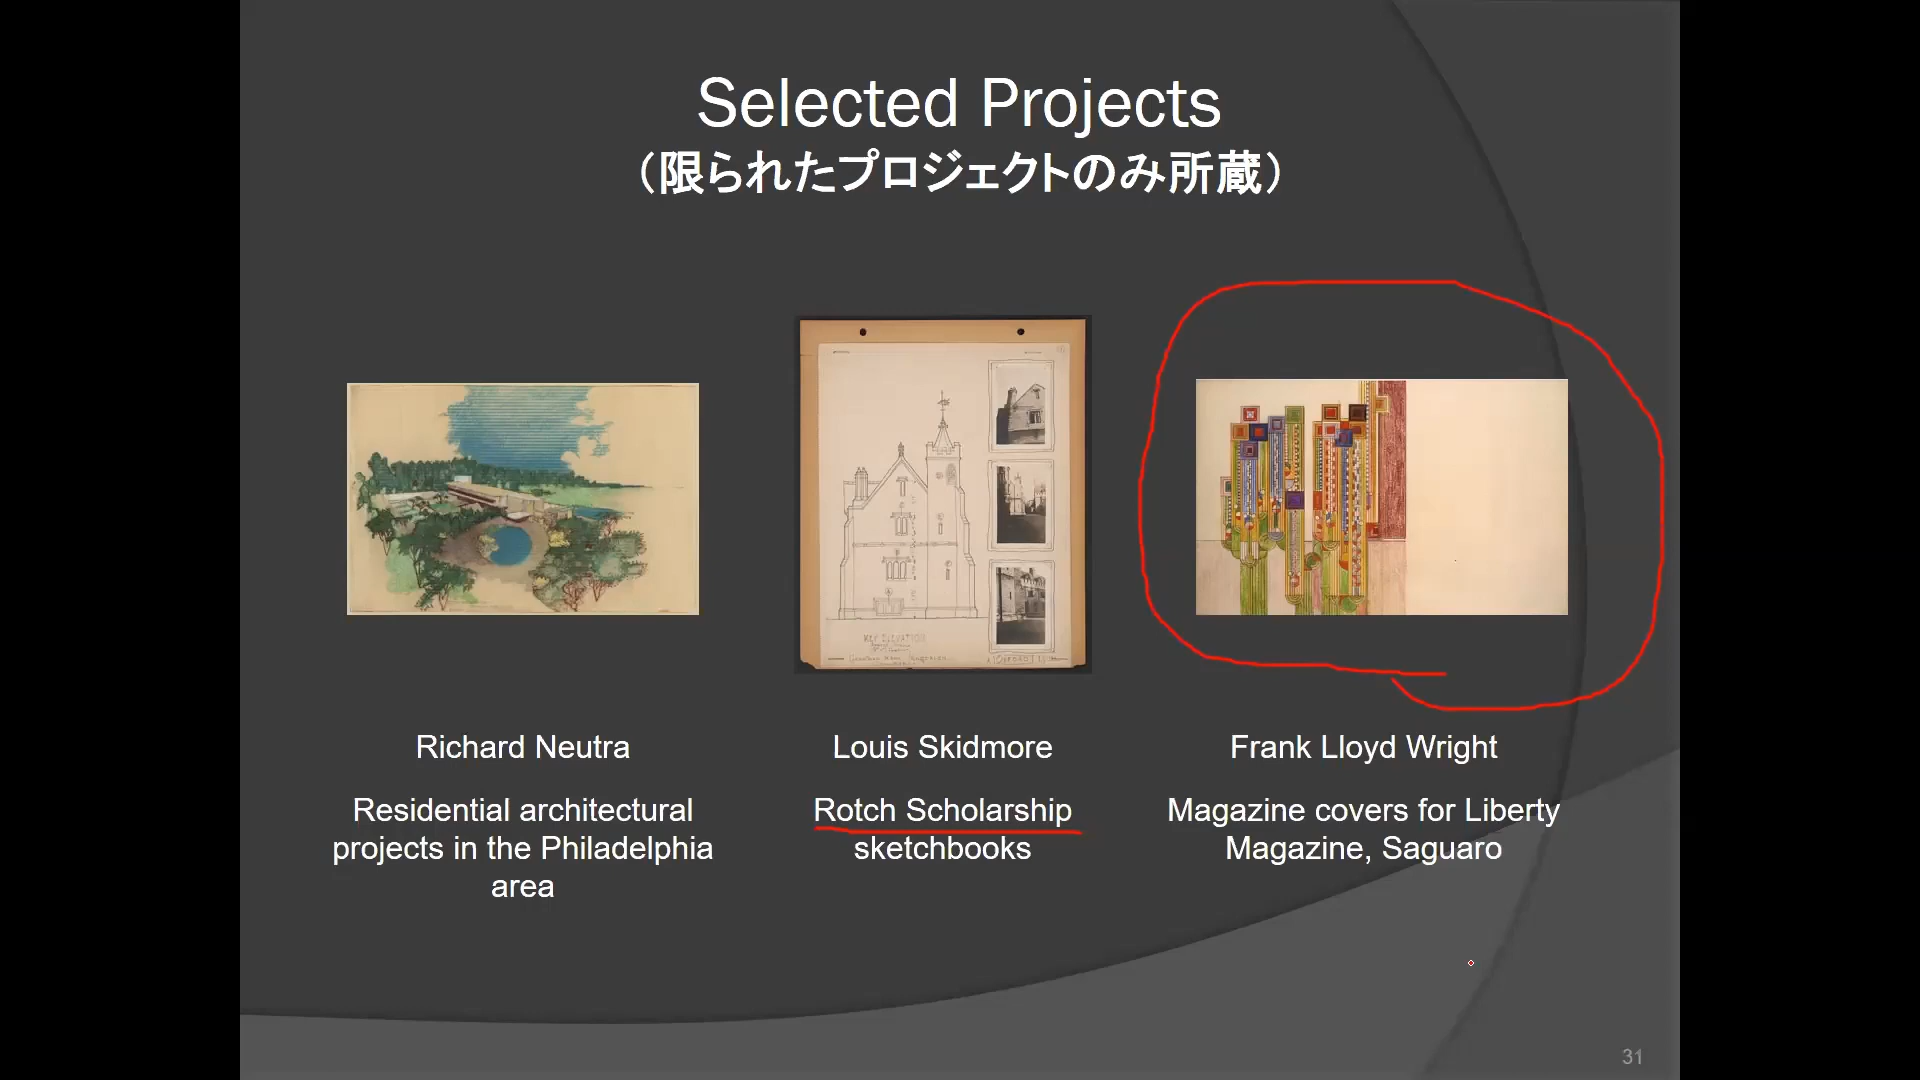 Selected Projects
（限られたプロジェクトのみ所蔵）
KEY ELEVATION
Richard Neutra
Residential architectural
projects in the Philadelphia
area
Louis Skidmore
Rotch Scholarship
sketchbooks
Frank Lloyd Wright
Magazine covers for Liberty
Magazine, Saguaro
31